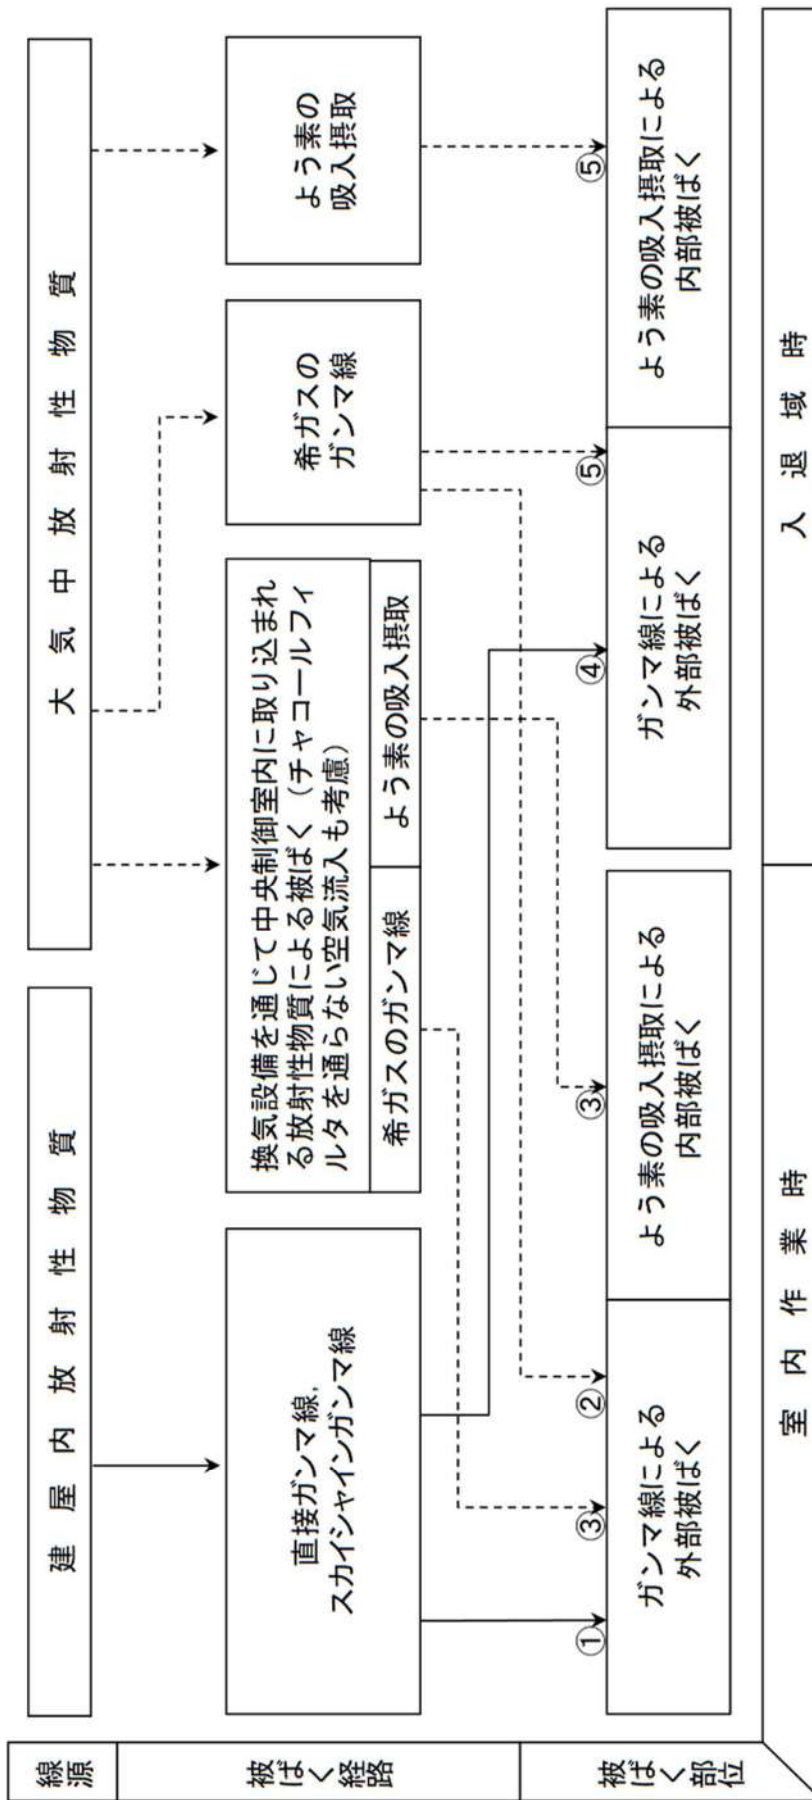 線源
建屋内放射性物質
大気中放射性物質
被ばく経路
直接ガンマ線,
スカイシャインガンマ線
換気設備を通じて中央制御室内に取り込まれ
る放射性物質による被ばく（チャコールフィ
ルタを通らない空気流入も考慮）
希ガスのガンマ線
よう素の吸入摂取
希ガスの
ガンマ線
よう素の
吸入摂取
被ばく部位
①
③
②
③
④
⑤
⑤
ガンマ線による
外部被ばく
よう素の吸入摂取による
内部被ばく
ガンマ線による
外部被ばく
よう素の吸入摂取による
内部被ばく
室内作業時
入退域時